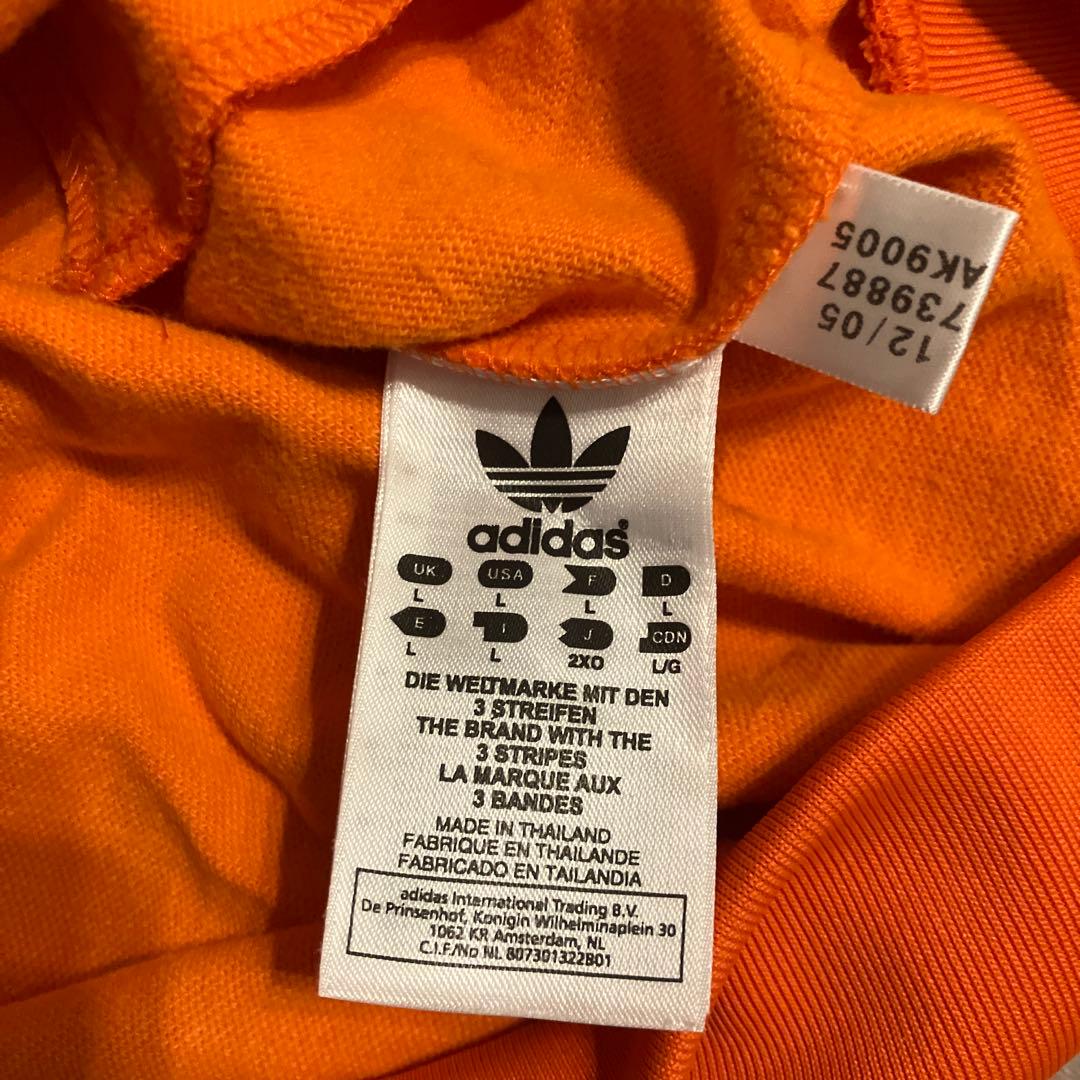 12/05
739887
AK9005
adidas
UK USA F D
L L L L
E I J CDN
L L 2XO L/G
DIE WELTMARKE MIT DEN
3 STREIFEN
THE BRAND WITH THE
3 STRIPES
LA MARQUE AUX
3 BANDES
MADE IN THAILAND
FABRIQUE EN THAILANDE
FABRICADO EN TAILANDIA
adidas International Trading B.V.
De Prinsenhof, Konigin Wilhelminaplein 30
1062 KR Amsterdam, NL
C.I.F./No NL 807301322B01